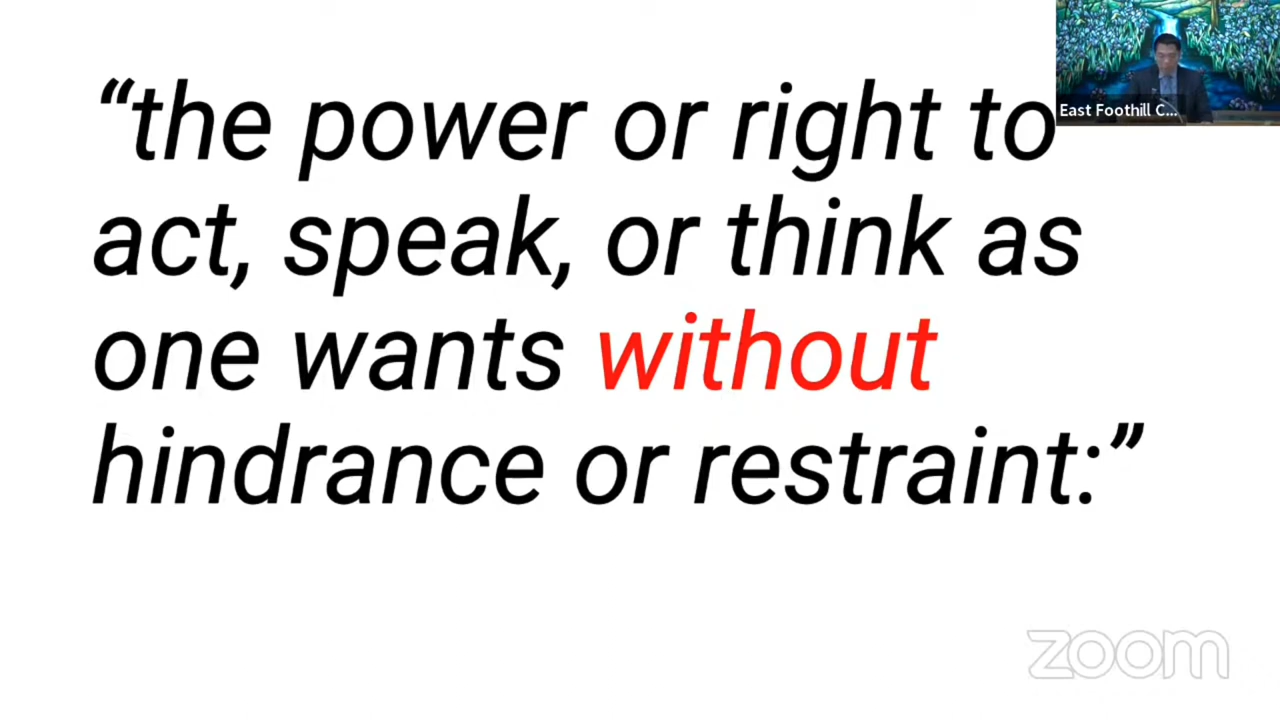 “the power or right to
act, speak, or think as
one wants without
hindrance or restraint:”
East Foothill C...
zoom